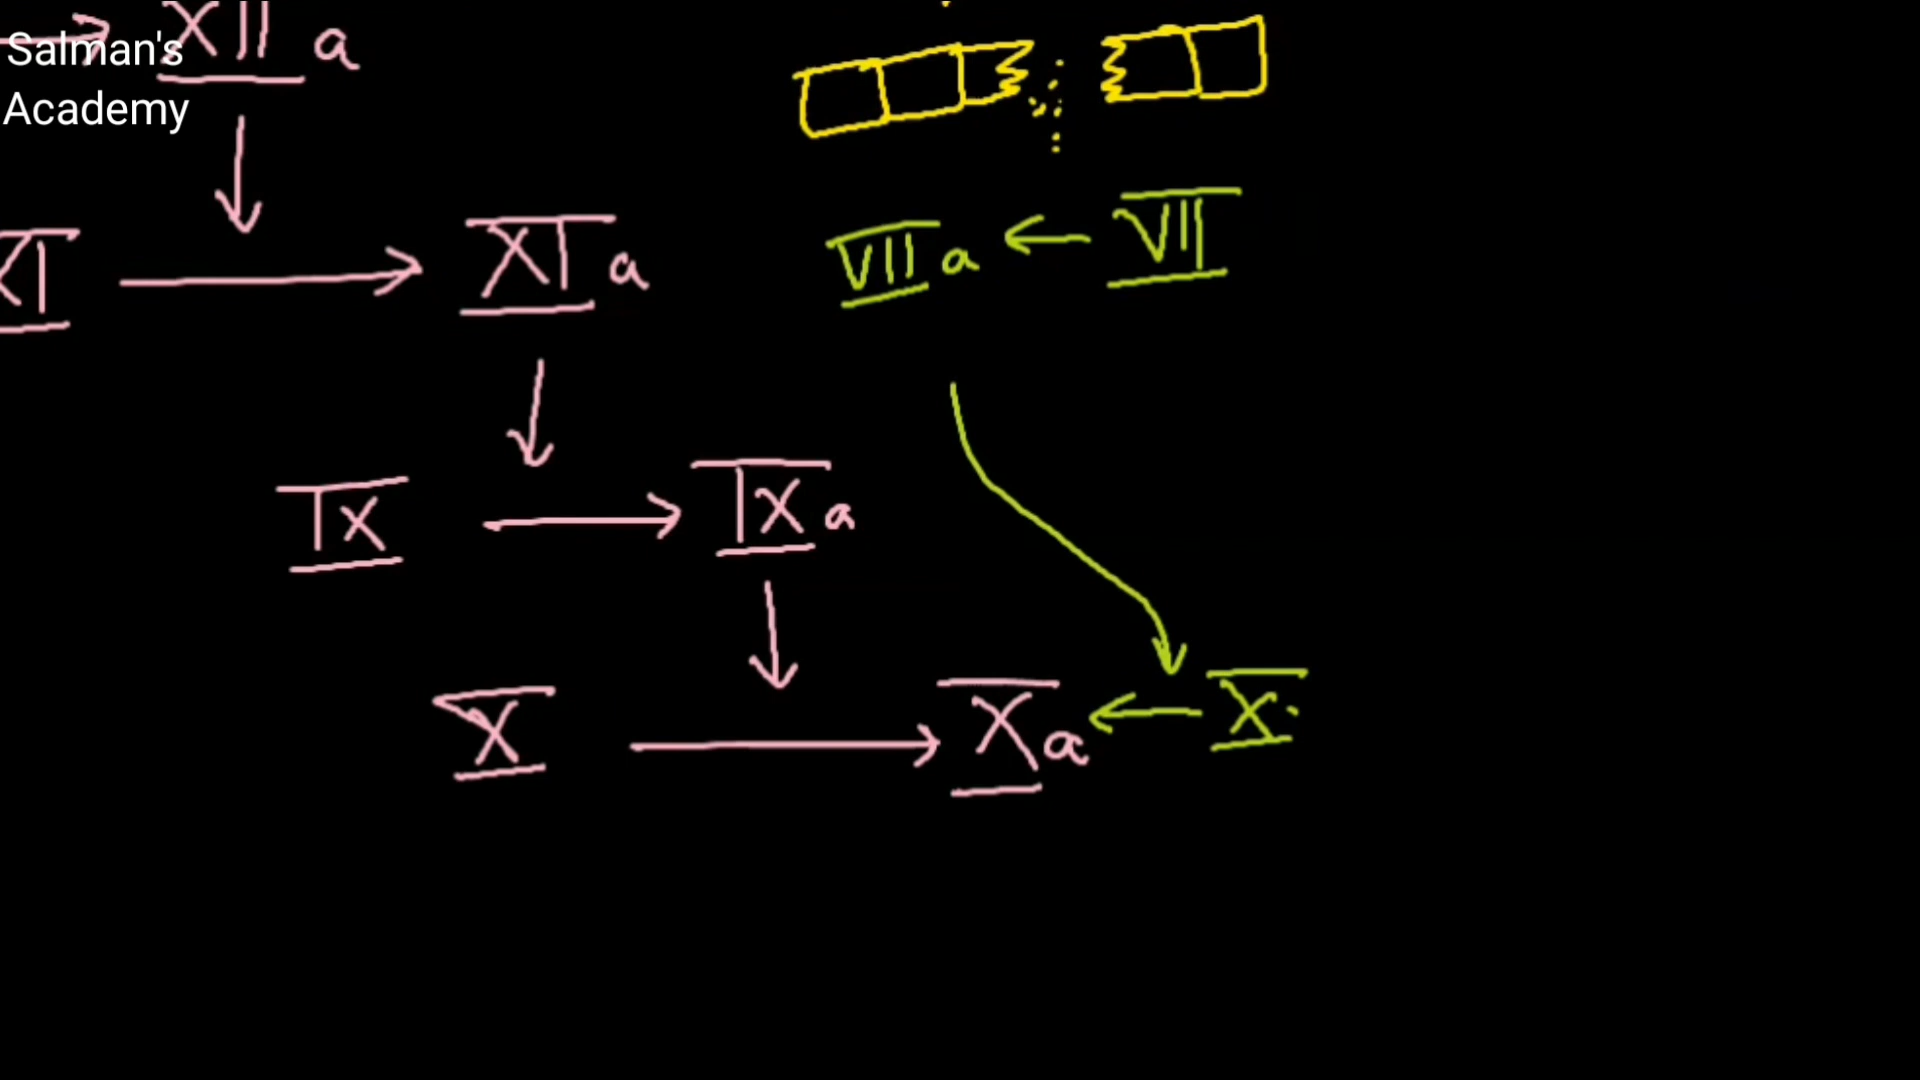 XII a
Salman's
Academy
XI → XI a
VII a ← VII
IX → IX a
X → X a ← X